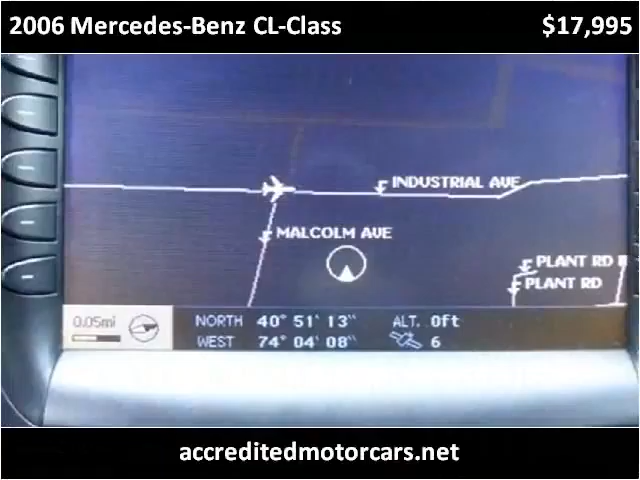 2006 Mercedes-Benz CL-Class $17,995
INDUSTRIAL AVE
MALCOLM AVE
PLANT RD
PLANT RD
0.05mi NORTH 40° 51' 13" ALT. 0ft
WEST 74° 04' 08" 6
accreditedmotorcars.net